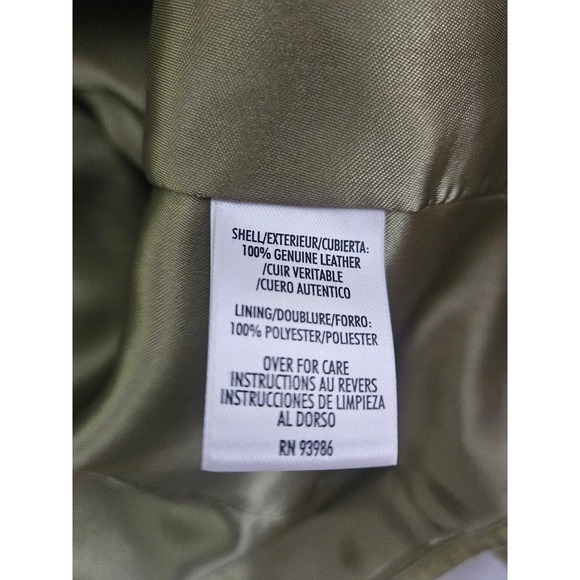 SHELL/EXTERIEUR/CUBIERTA:
100% GENUINE LEATHER
/CUIR VERITABLE
/CUERO AUTENTICO
LINING/DOUBLURE/FORRO:
100% POLYESTER/POLIESTER
OVER FOR CARE
INSTRUCTIONS AU REVERS
INSTRUCCIONES DE LIMPIEZA
AL DORSO
RN 93986